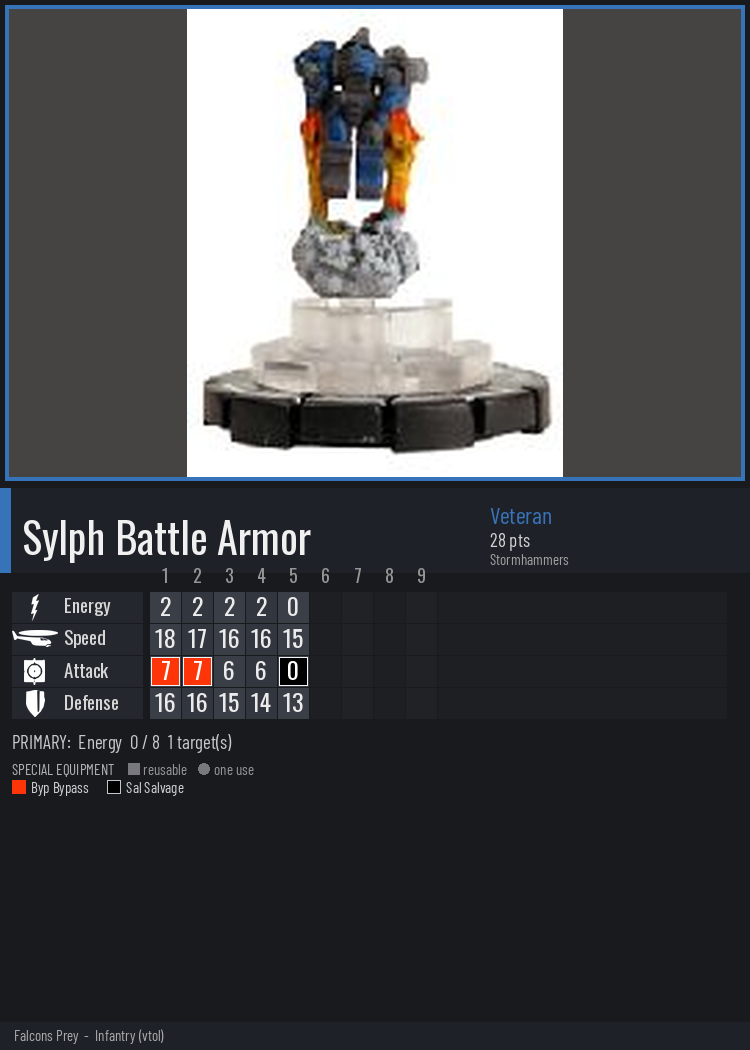 Sylph Battle Armor
Veteran
28 pts
Stormhammers
1 2 3 4 5 6 7 8 9
Energy 2 2 2 2 0
Speed 18 17 16 16 15
Attack 7 7 6 6 0
Defense 16 16 15 14 13
PRIMARY: Energy 0 / 8 1 target(s)
SPECIAL EQUIPMENT reusable one use
Byp Bypass Sal Salvage
Falcons Prey - Infantry (vtol)